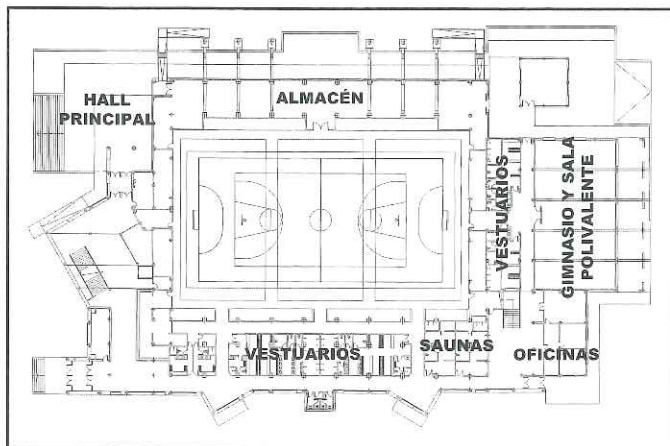 HALL
PRINCIPAL
ALMACÉN
VESTUARIOS
GIMNASIO Y SALA
POLIVALENTE
VESTUARIOS
SAUNAS
OFICINAS